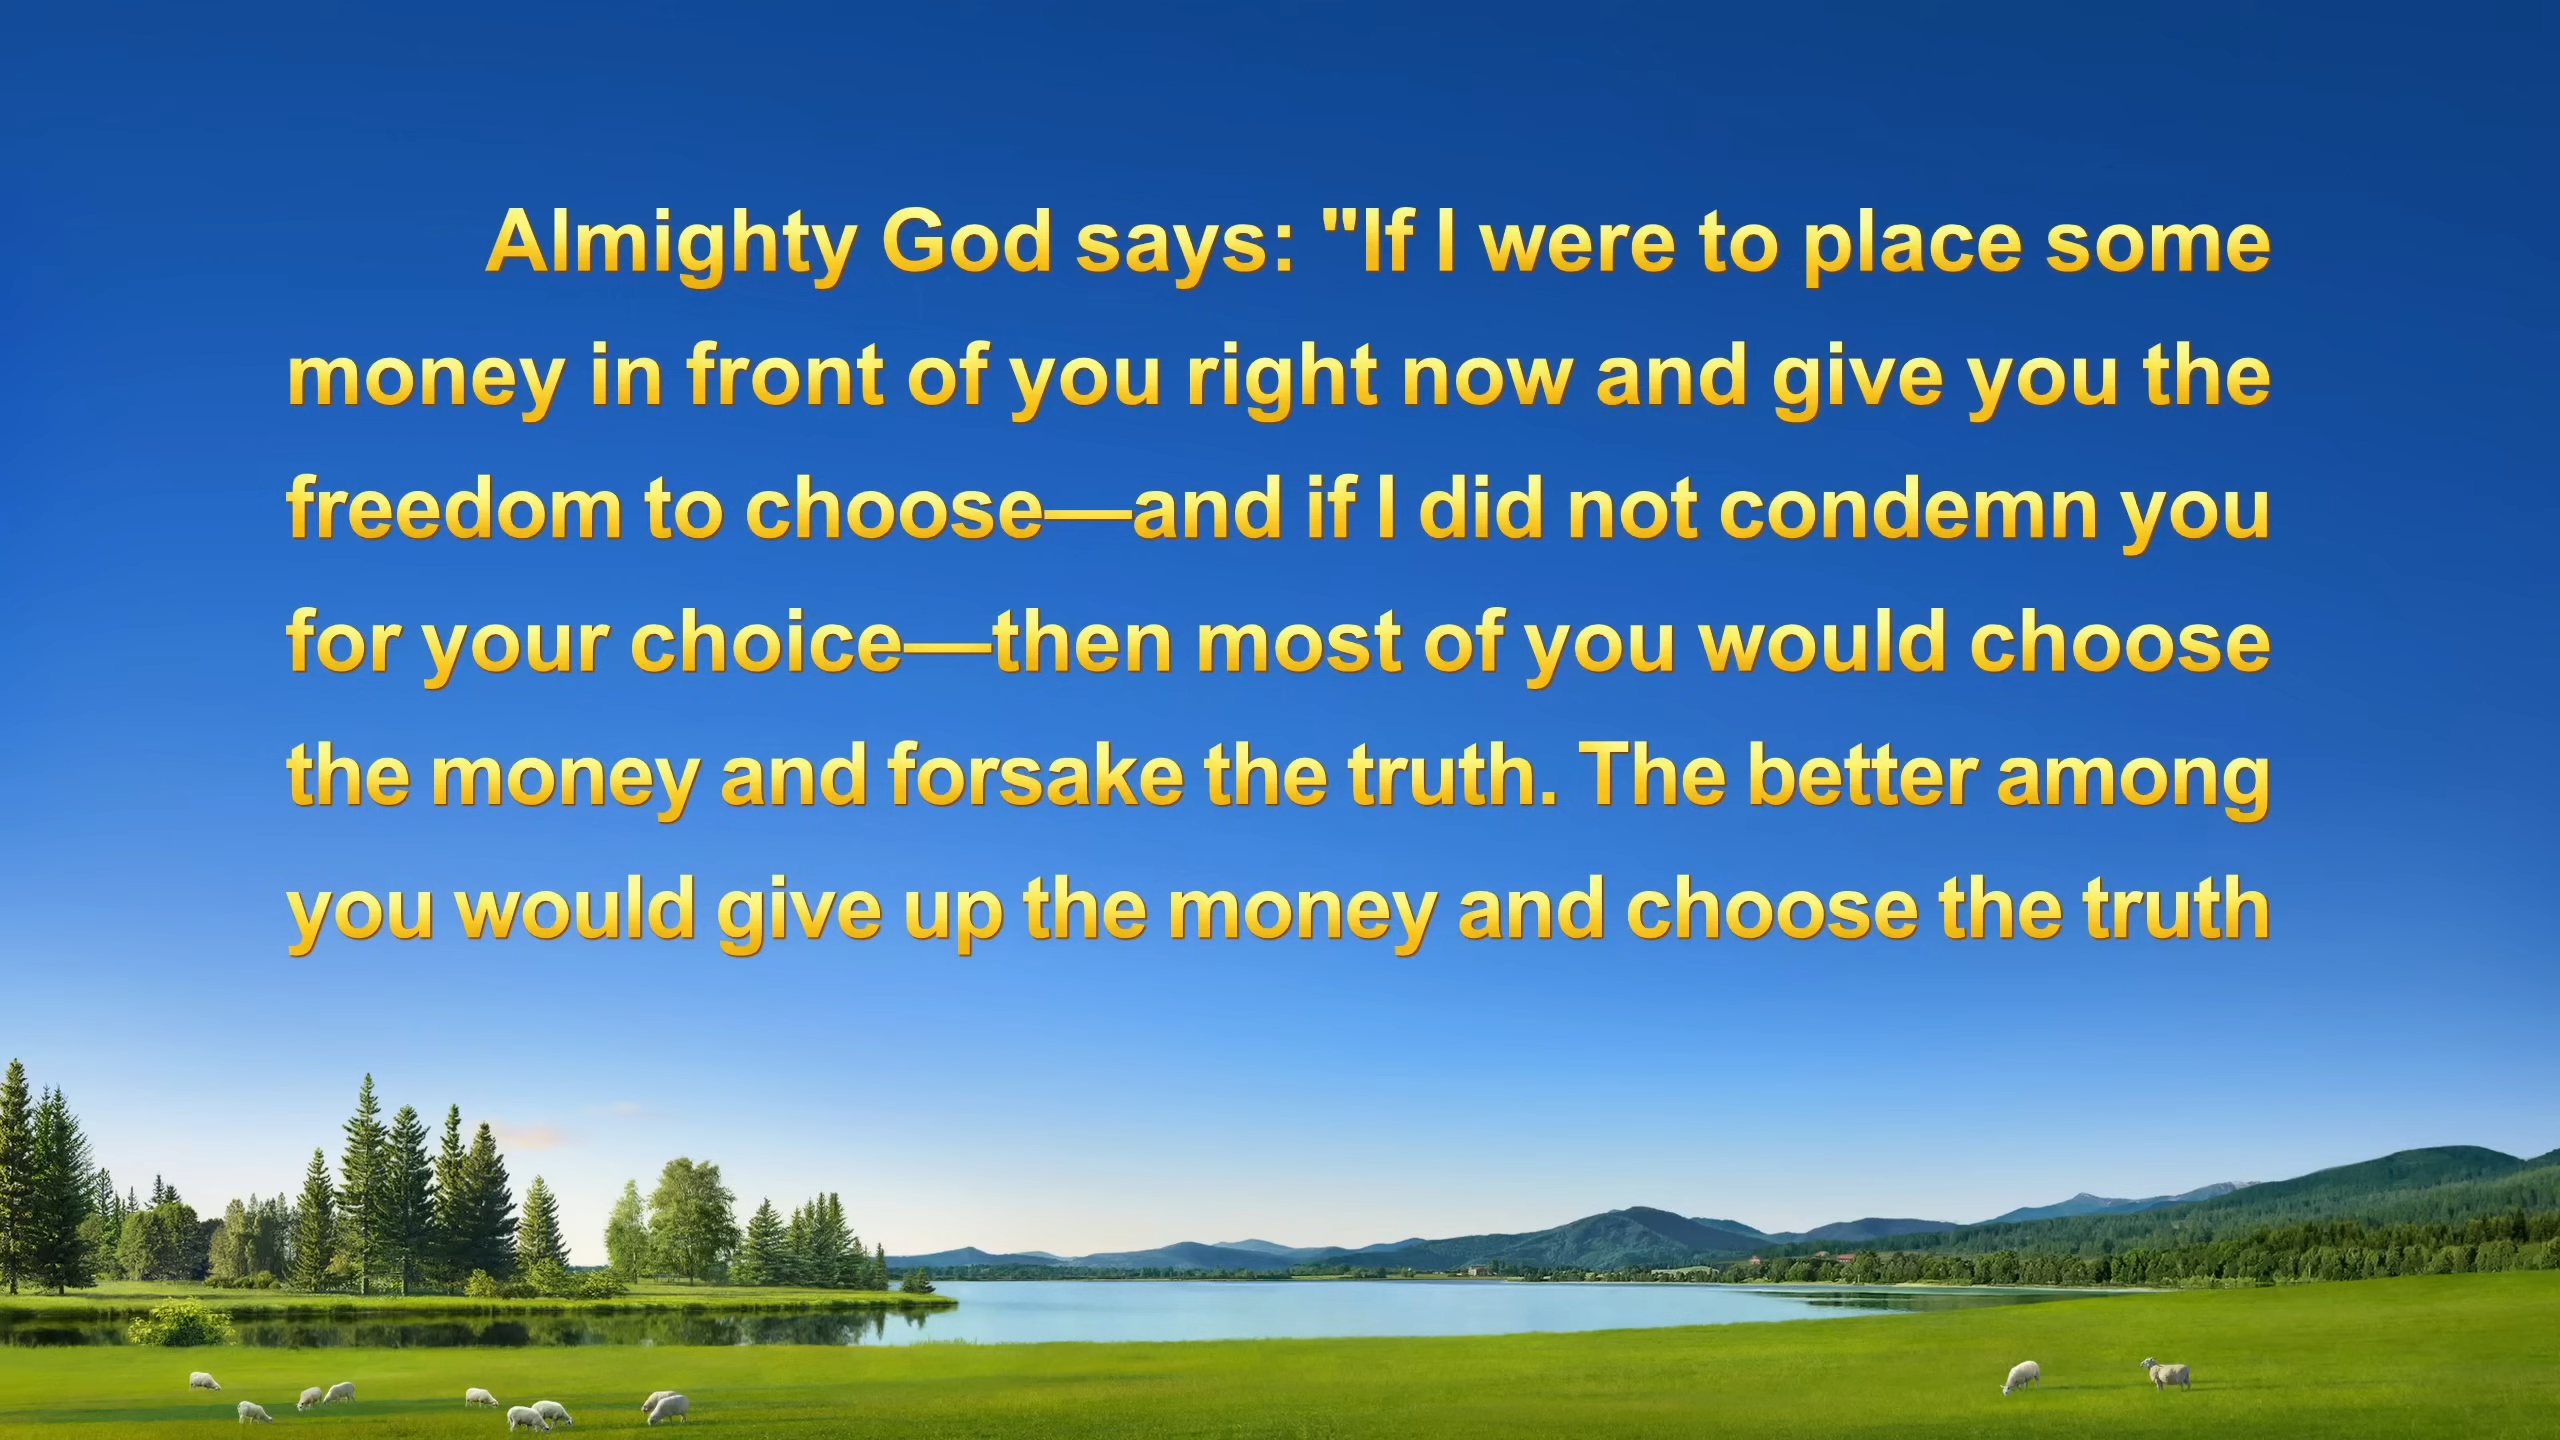 Almighty God says: "If I were to place some
money in front of you right now and give you the
freedom to choose—and if I did not condemn you
for your choice—then most of you would choose
the money and forsake the truth. The better among
you would give up the money and choose the truth